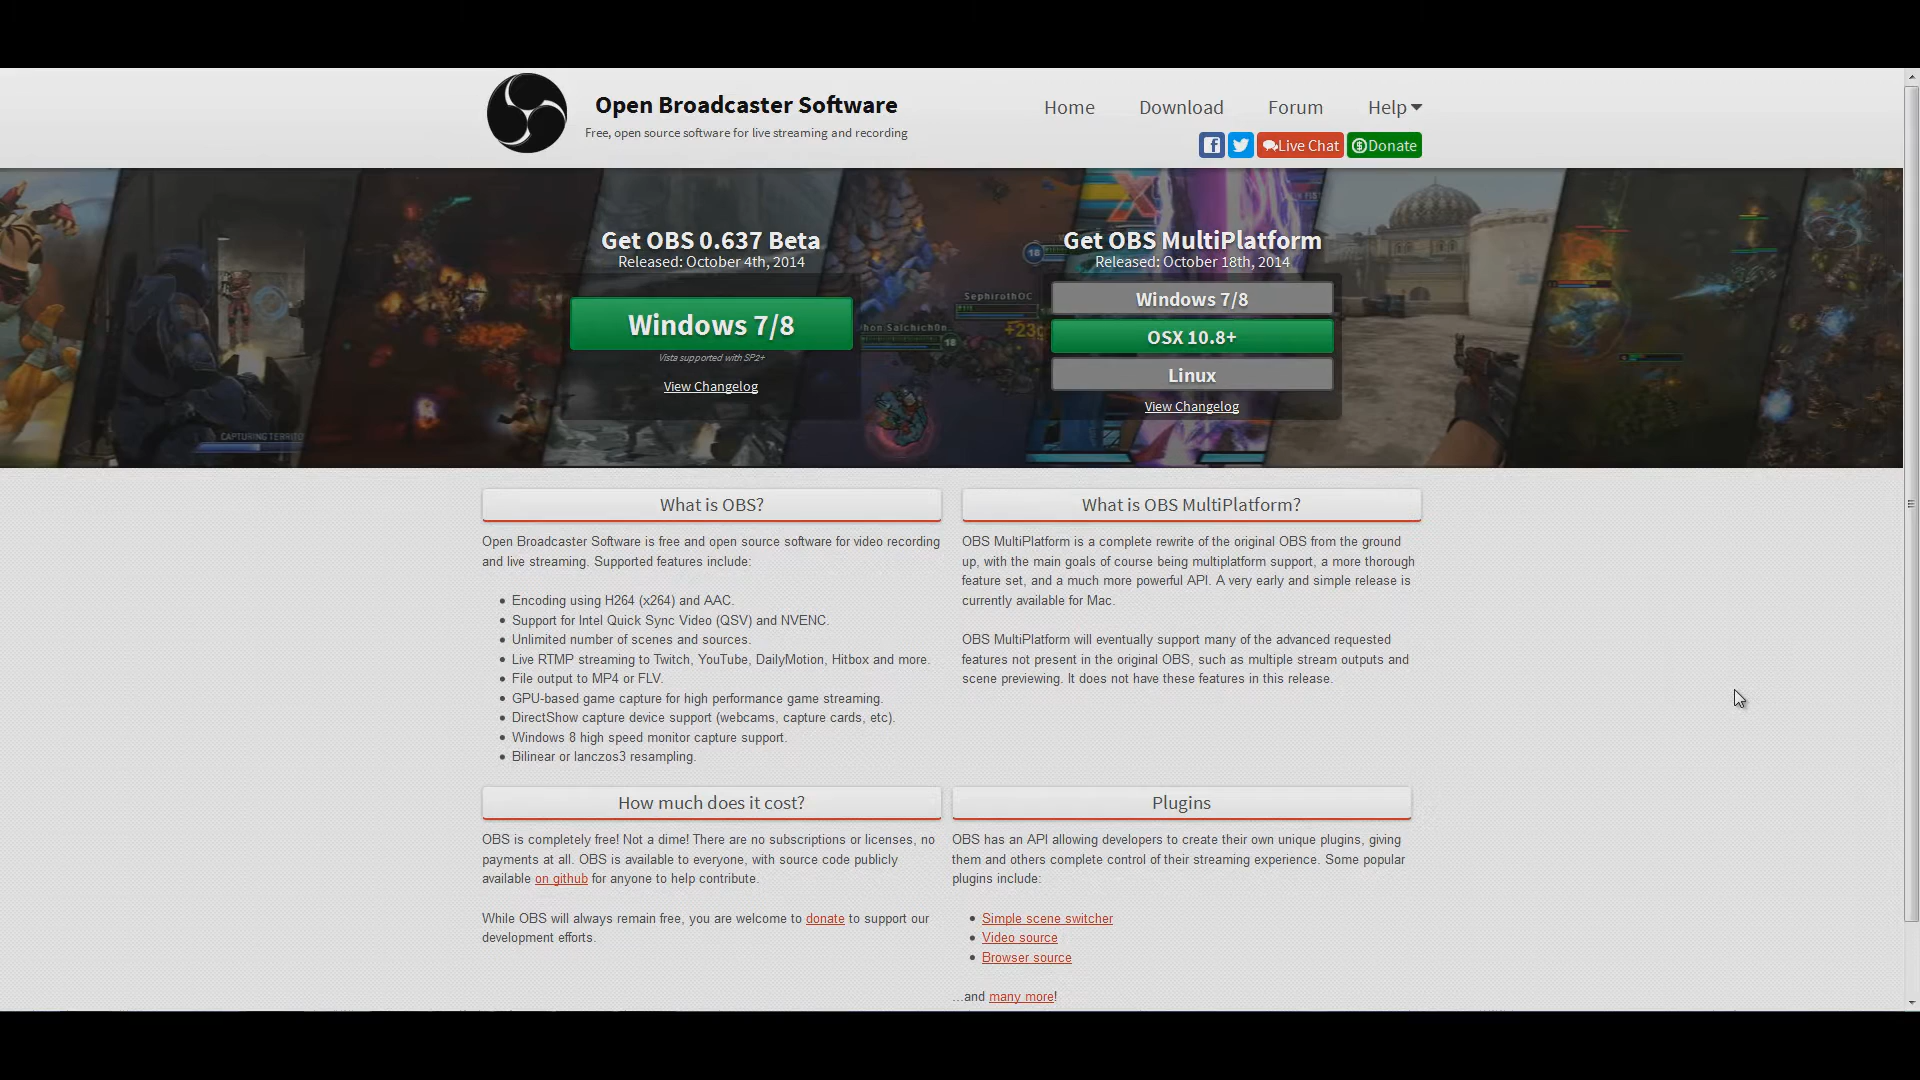 Open Broadcaster Software
Free, open source software for live streaming and recording
Home
Download
Forum
Help
Live Chat
Donate
Get OBS 0.637 Beta
Released: October 4th, 2014
Windows 7/8
Vista supported with SP2+
View Changelog
Get OBS MultiPlatform
Released: October 18th, 2014
Windows 7/8
OSX 10.8+
Linux
View Changelog
SephirothOC
hon Salchich0n.
18
18
+23g
CAPTURING TERRITO
What is OBS?
Open Broadcaster Software is free and open source software for video recording
and live streaming. Supported features include:
Encoding using H264 (x264) and AAC.
Support for Intel Quick Sync Video (QSV) and NVENC.
Unlimited number of scenes and sources.
Live RTMP streaming to Twitch, YouTube, DailyMotion, Hitbox and more.
File output to MP4 or FLV.
GPU-based game capture for high performance game streaming.
DirectShow capture device support (webcams, capture cards, etc).
Windows 8 high speed monitor capture support.
Bilinear or lanczos3 resampling.
What is OBS MultiPlatform?
OBS MultiPlatform is a complete rewrite of the original OBS from the ground
up, with the main goals of course being multiplatform support, a more thorough
feature set, and a much more powerful API. A very early and simple release is
currently available for Mac.
OBS MultiPlatform will eventually support many of the advanced requested
features not present in the original OBS, such as multiple stream outputs and
scene previewing. It does not have these features in this release.
How much does it cost?
OBS is completely free! Not a dime! There are no subscriptions or licenses, no
payments at all. OBS is available to everyone, with source code publicly
available on github for anyone to help contribute.
While OBS will always remain free, you are welcome to donate to support our
development efforts.
Plugins
OBS has an API allowing developers to create their own unique plugins, giving
them and others complete control of their streaming experience. Some popular
plugins include:
Simple scene switcher
Video source
Browser source
...and many more!